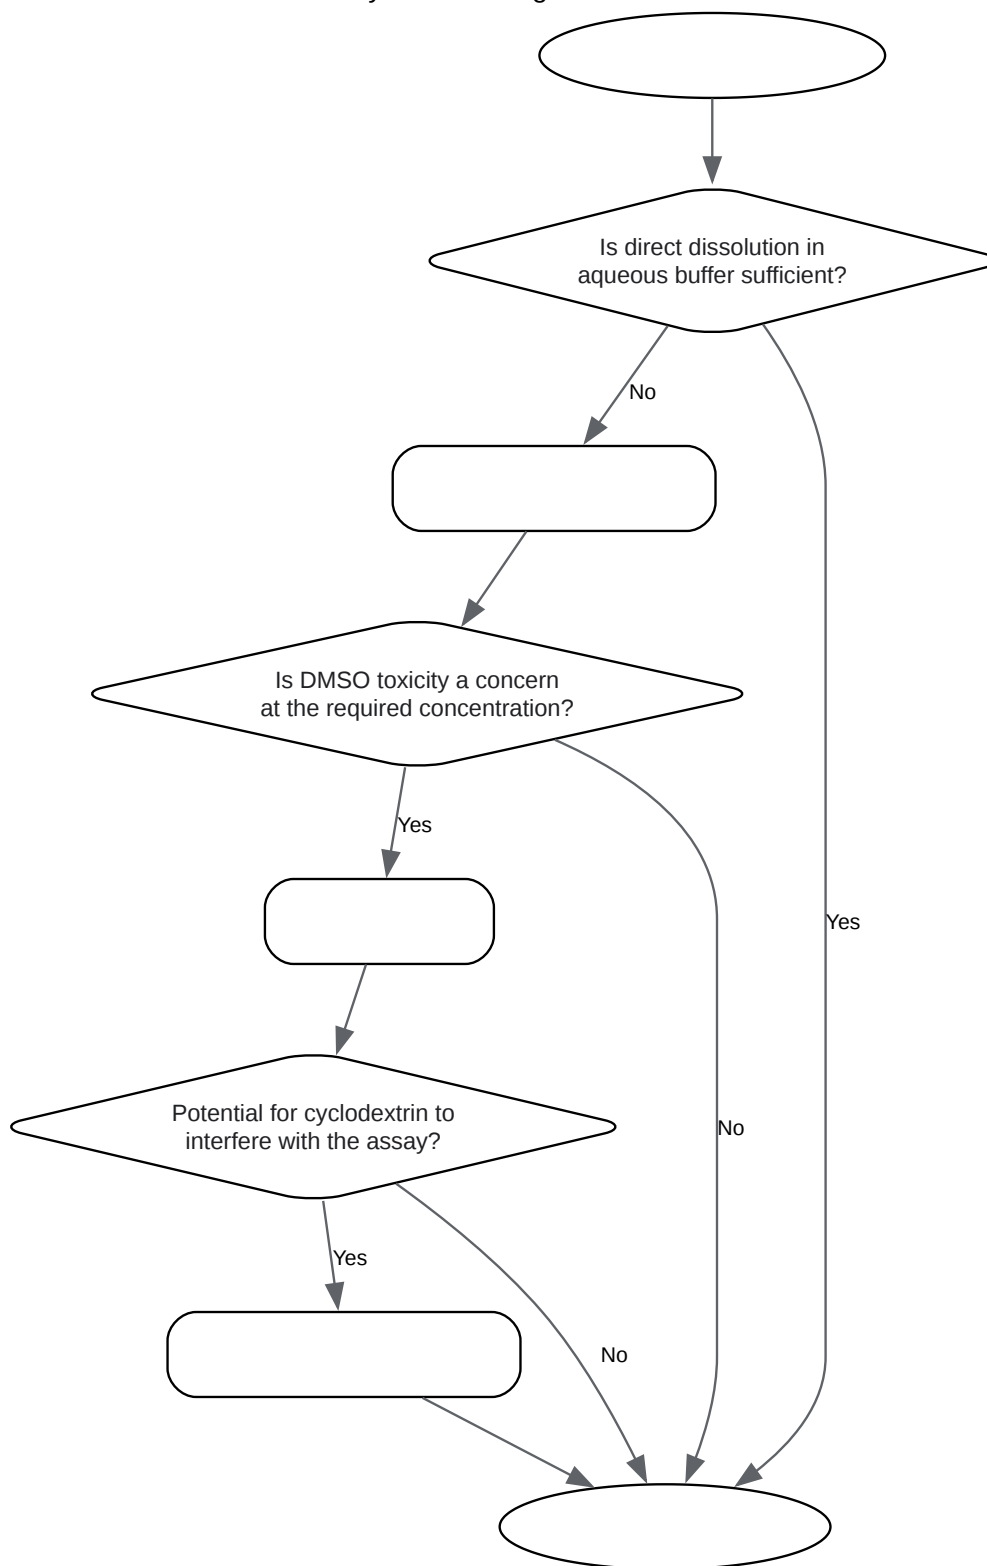 Is direct dissolution in
aqueous buffer sufficient?
No
Is DMSO toxicity a concern
at the required concentration?
Yes
Yes
Potential for cyclodextrin to
interfere with the assay?
No
Yes
No